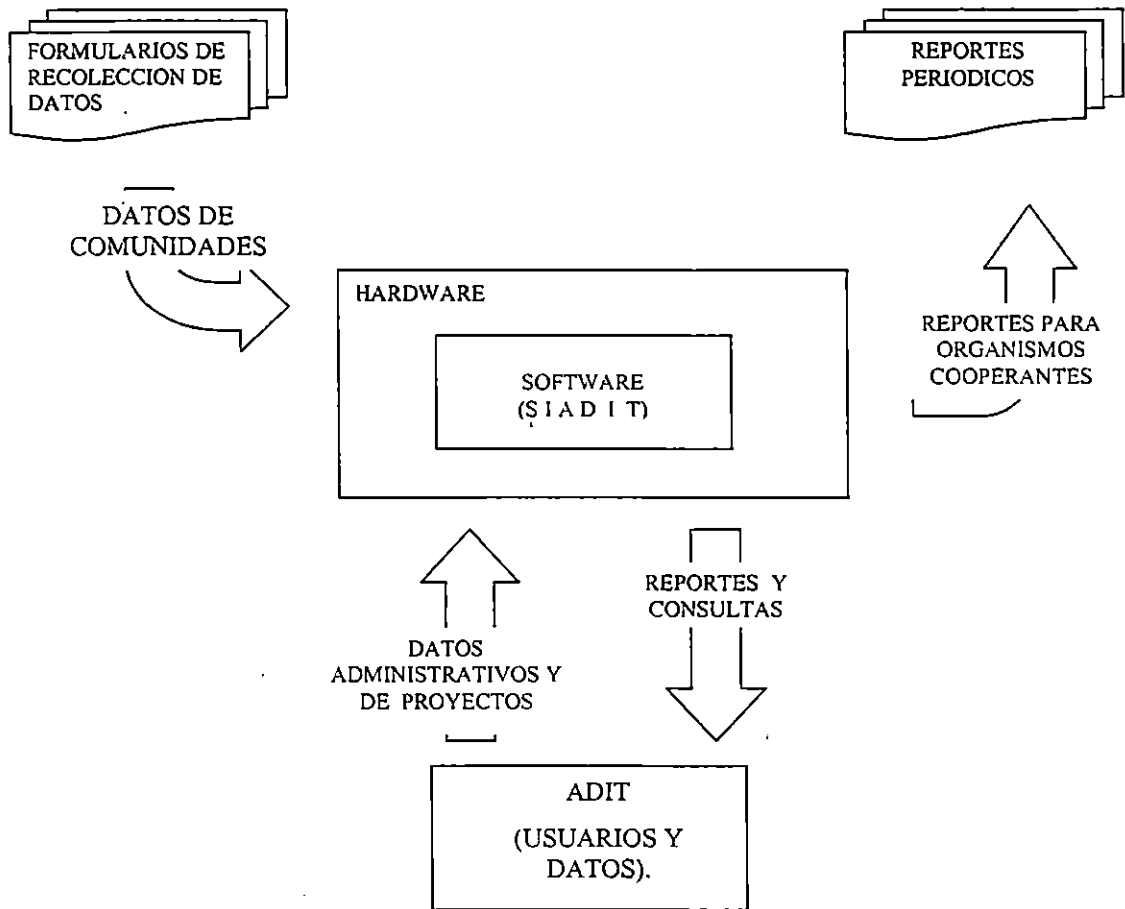 FORMULARIOS DE
RECOLECCION DE
DATOS
REPORTES
PERIODICOS
DATOS DE
COMUNIDADES
HARDWARE
SOFTWARE
(S I A D I T)
REPORTES PARA
ORGANISMOS
COOPERANTES
REPORTES Y
CONSULTAS
DATOS
ADMINISTRATIVOS Y
DE PROYECTOS
ADIT
(USUARIOS Y
DATOS).